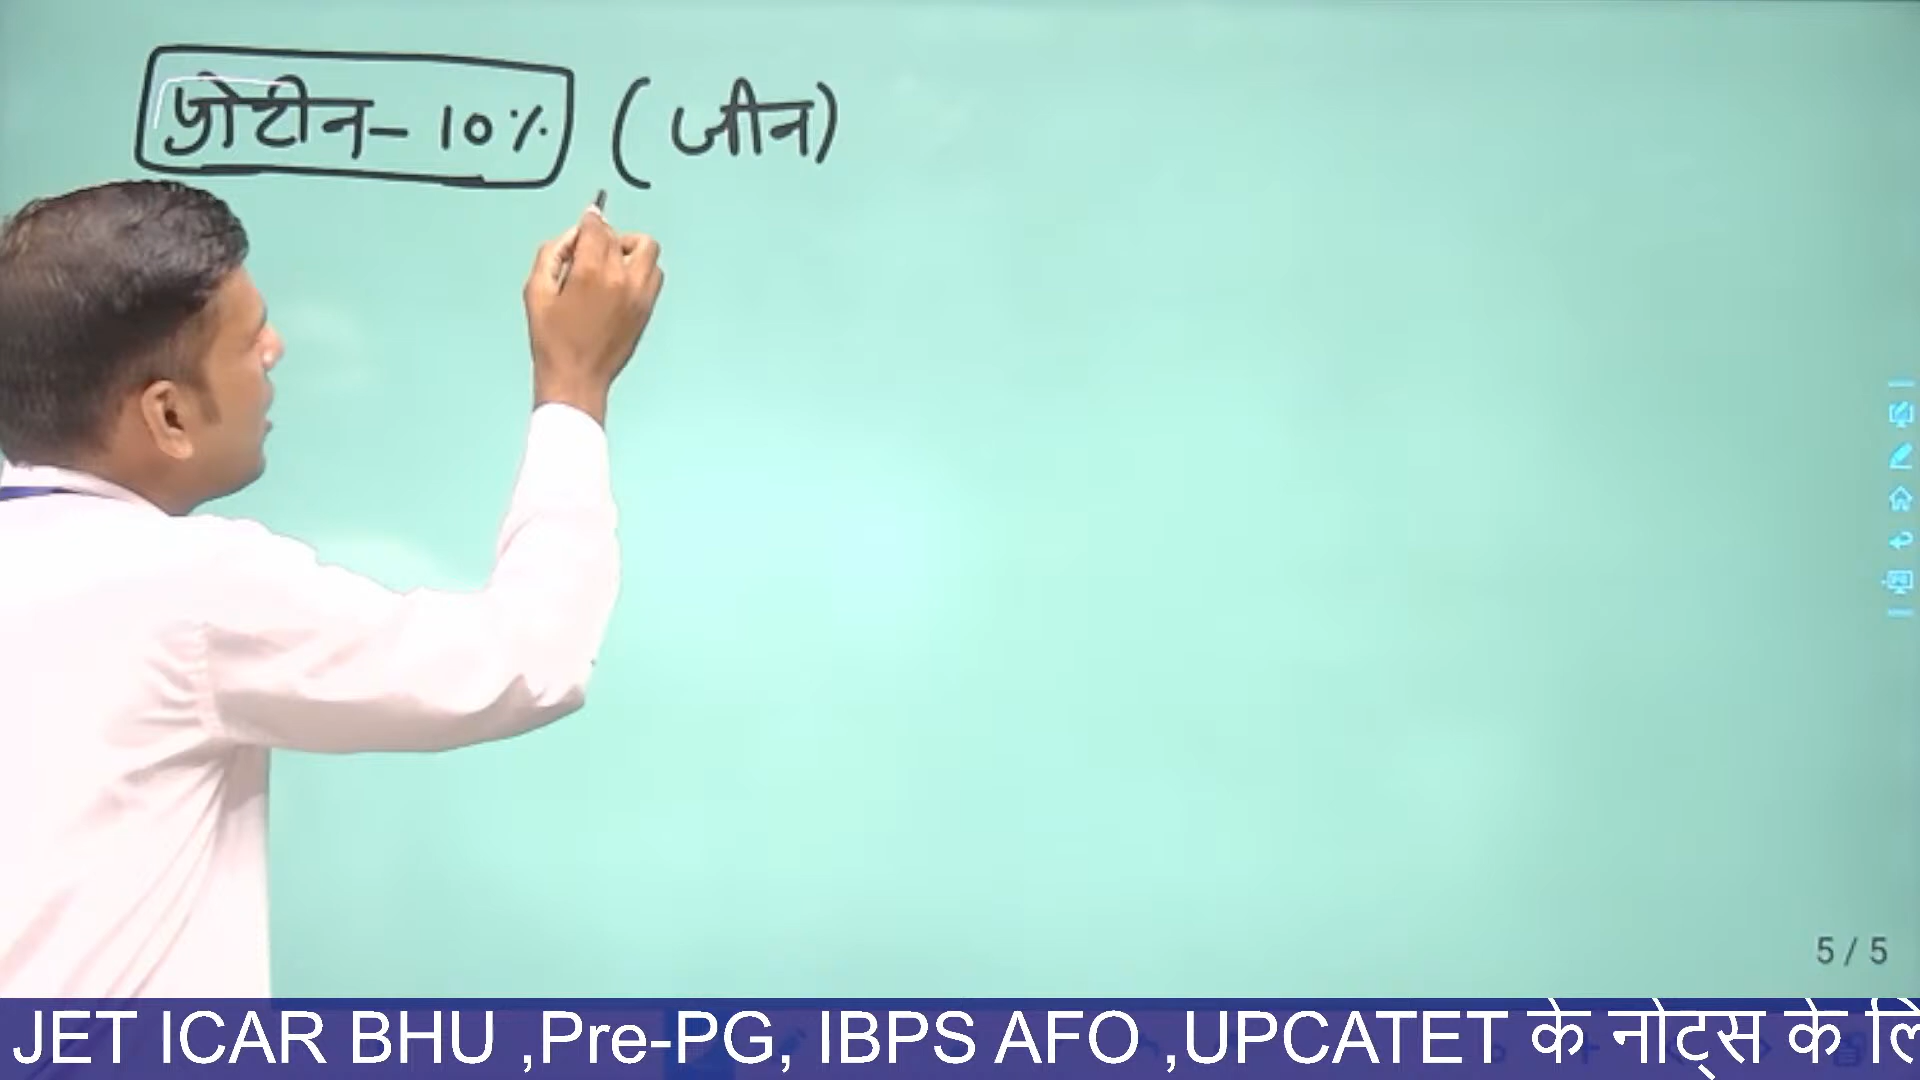 प्रोटीन - 10% (जीन)
5 / 5
JET ICAR BHU ,Pre-PG, IBPS AFO ,UPCATET के नोट्स के लि